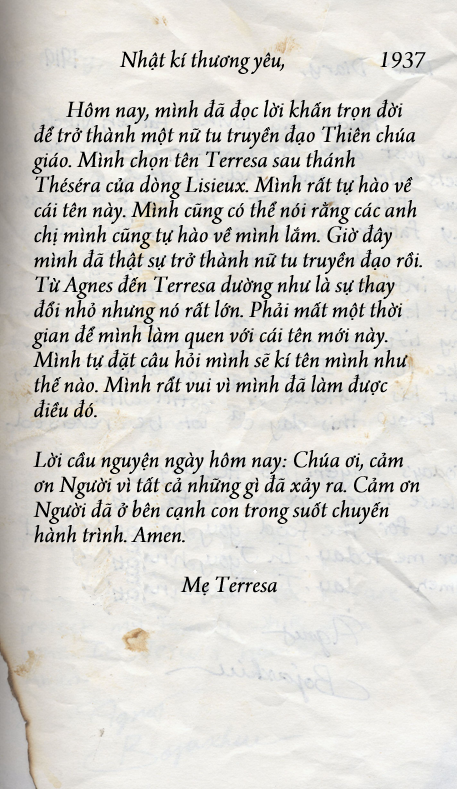 Nhật kí thương yêu, 1937
Hôm nay, mình đã đọc lời khấn trọn đời
để trở thành một nữ tu truyền đạo Thiên chúa
giáo. Mình chọn tên Terresa sau thánh
Théséra của dòng Lisieux. Mình rất tự hào về
cái tên này. Mình cũng có thể nói rằng các anh
chị mình cũng tự hào về mình lắm. Giờ đây
mình đã thật sự trở thành nữ tu truyền đạo rồi.
Từ Agnes đến Terresa dường như là sự thay
đổi nhỏ nhưng nó rất lớn. Phải mất một thời
gian để mình làm quen với cái tên mới này.
Mình tự đặt câu hỏi mình sẽ kí tên mình như
thế nào. Mình rất vui vì mình đã làm được
điều đó.
Lời cầu nguyện ngày hôm nay: Chúa ơi, cảm
ơn Người vì tất cả những gì đã xảy ra. Cảm ơn
Người đã ở bên cạnh con trong suốt chuyến
hành trình. Amen.
Mẹ Terresa